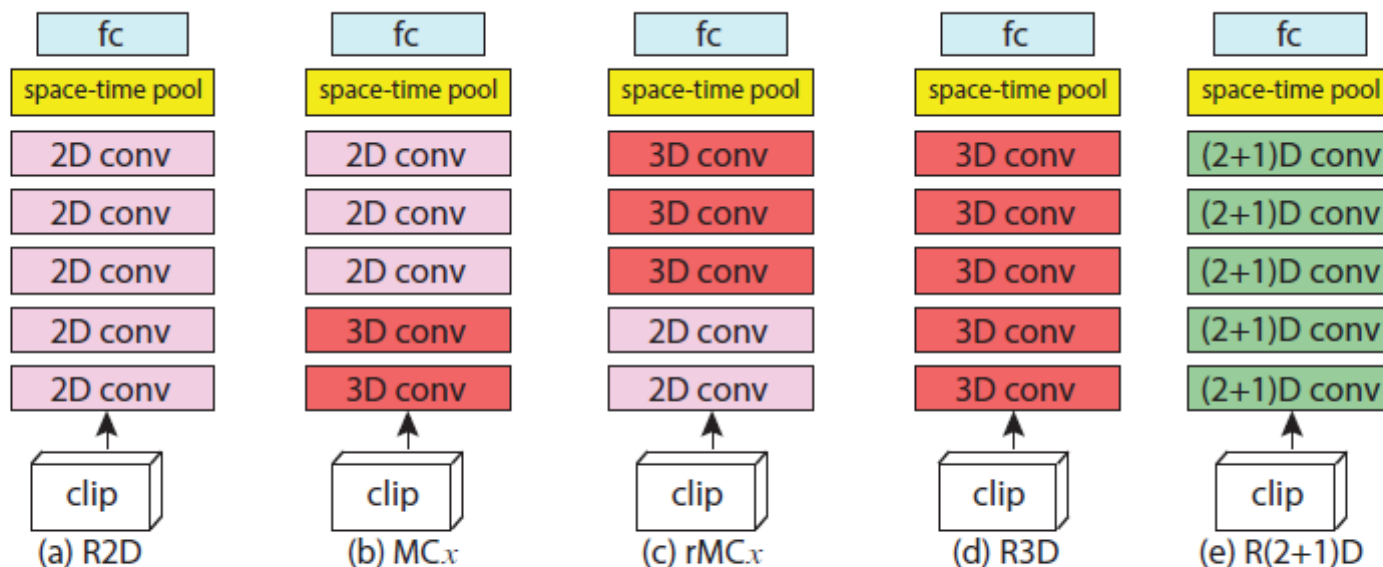 fc fc fc fc fc
space-time pool space-time pool space-time pool space-time pool space-time pool
2D conv 2D conv 3D conv 3D conv (2+1)D conv
2D conv 2D conv 3D conv 3D conv (2+1)D conv
2D conv 2D conv 3D conv 3D conv (2+1)D conv
2D conv 3D conv 2D conv 3D conv (2+1)D conv
2D conv 3D conv 2D conv 3D conv (2+1)D conv
clip clip clip clip clip
(a) R2D (b) MCx (c) rMCx (d) R3D (e) R(2+1)D